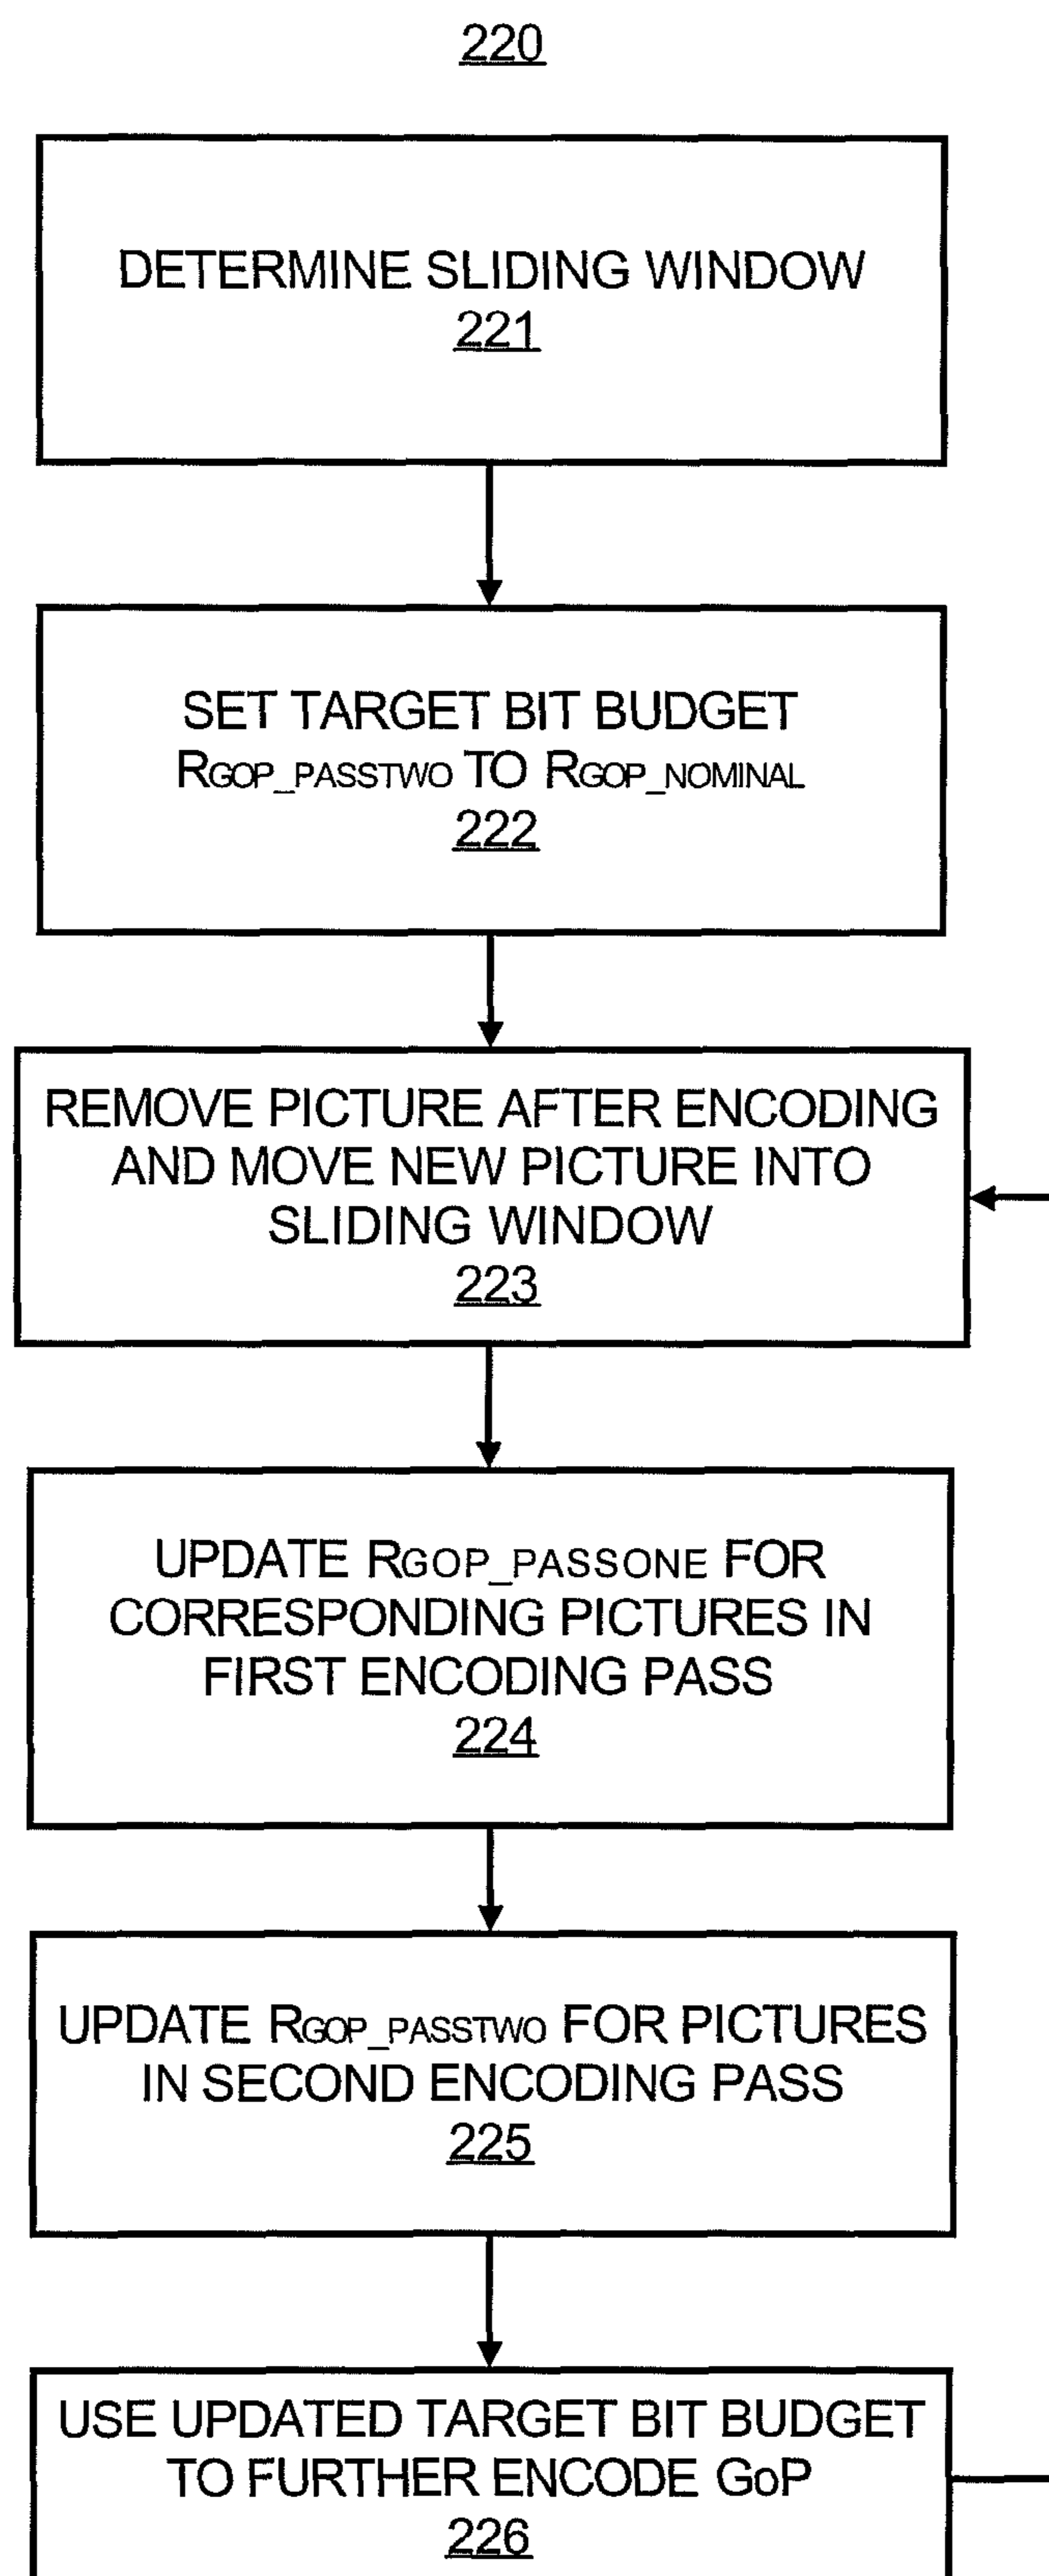 220
DETERMINE SLIDING WINDOW
221
SET TARGET BIT BUDGET
RGOP_PASSTWO TO RGOP_NOMINAL
222
REMOVE PICTURE AFTER ENCODING
AND MOVE NEW PICTURE INTO
SLIDING WINDOW
223
UPDATE RGOP_PASSONE FOR
CORRESPONDING PICTURES IN
FIRST ENCODING PASS
224
UPDATE RGOP_PASSTWO FOR PICTURES
IN SECOND ENCODING PASS
225
USE UPDATED TARGET BIT BUDGET
TO FURTHER ENCODE GoP
226